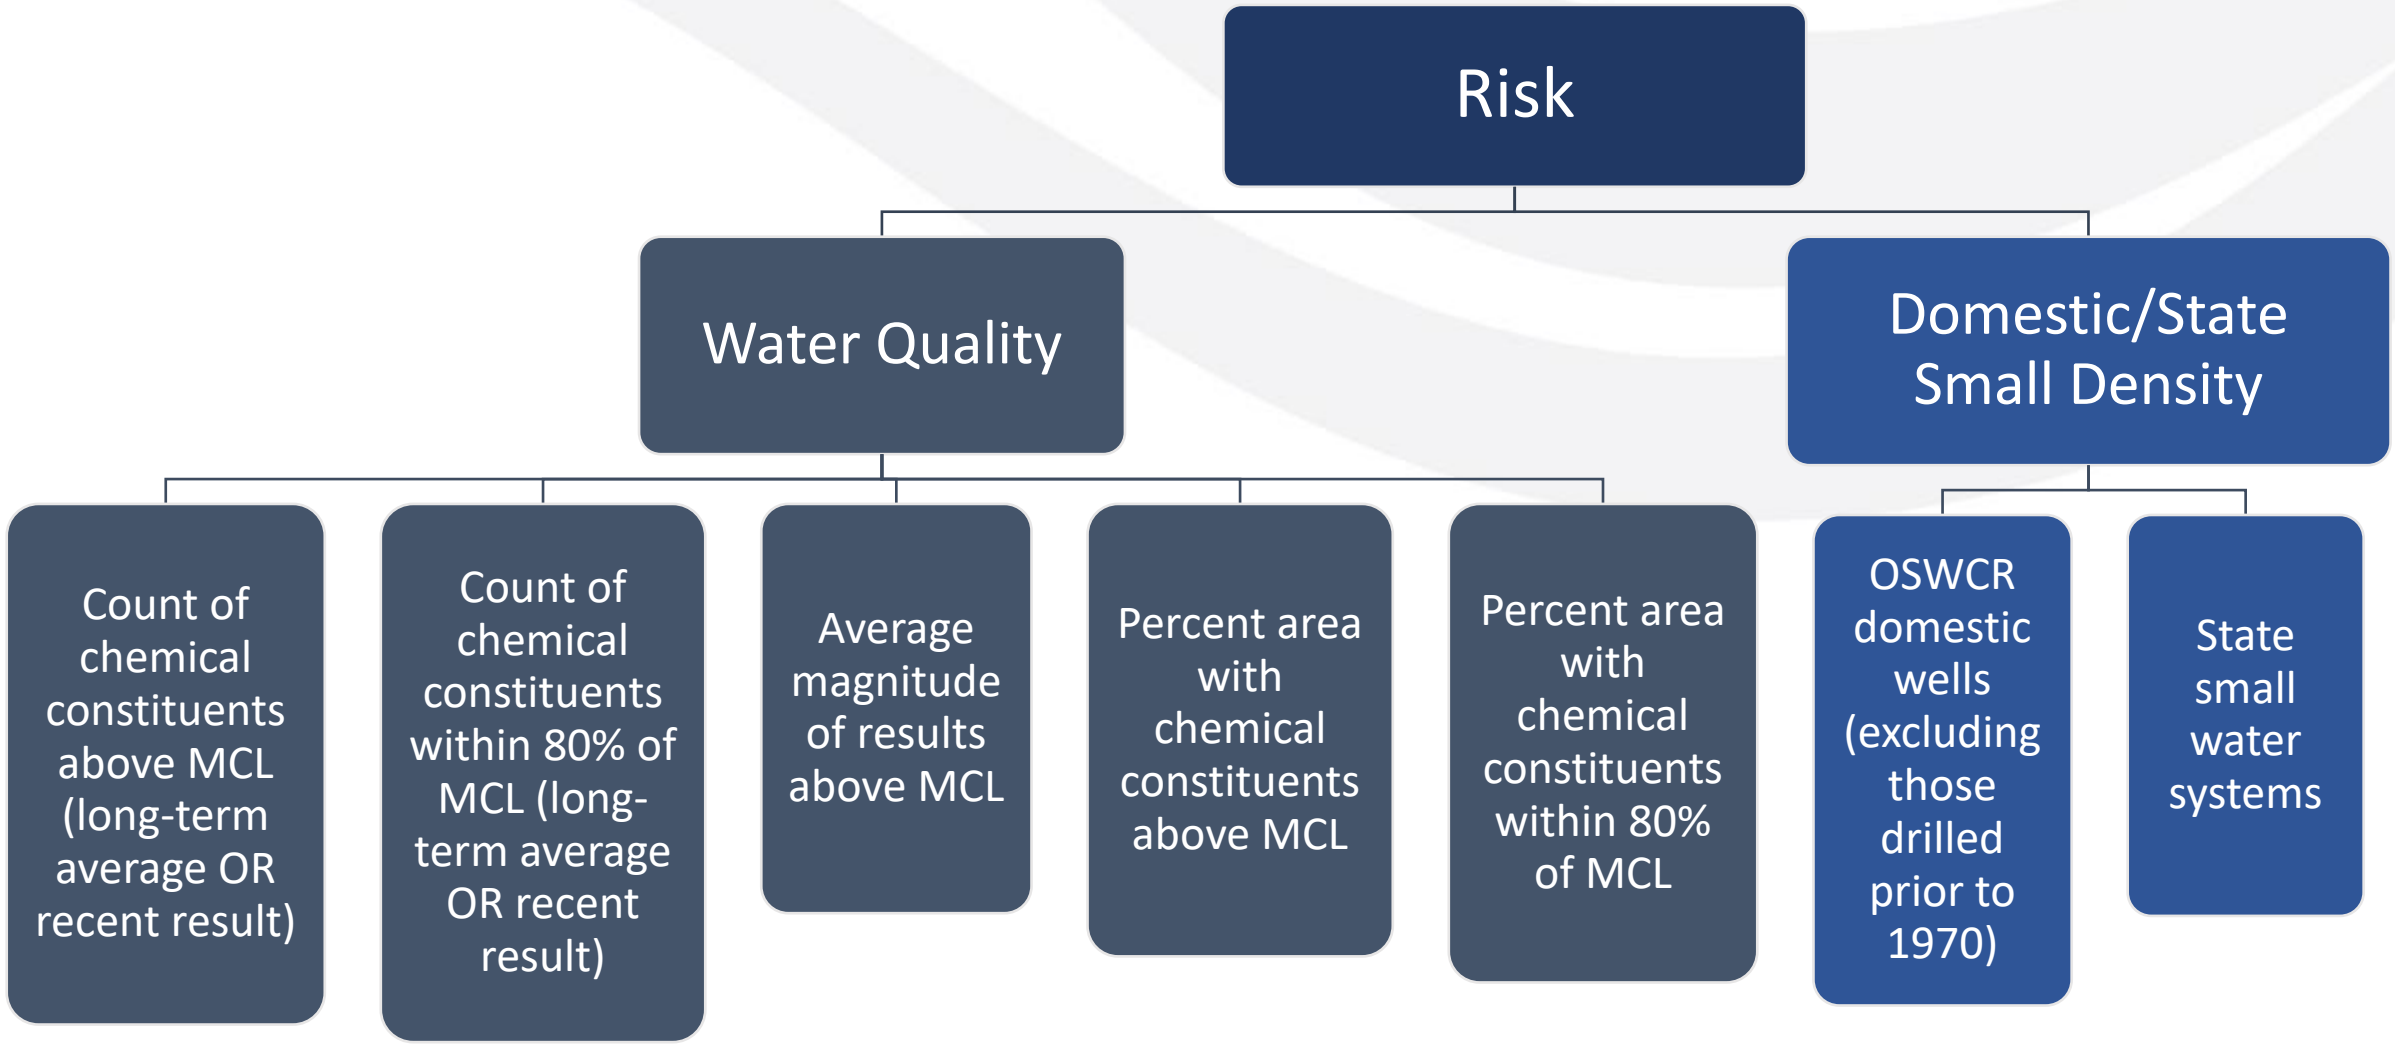 Risk
Water Quality
Domestic/State
Small Density
Count of
chemical
constituents
above MCL
(long-term
average OR
recent result)
Count of
chemical
constituents
within 80% of
MCL (long-
term average
OR recent
result)
Average
magnitude
of results
above MCL
Percent area
with
chemical
constituents
above MCL
Percent area
with
chemical
constituents
within 80%
of MCL
OSWCR
domestic
wells
(excluding
those
drilled
prior to
1970)
State
small
water
systems